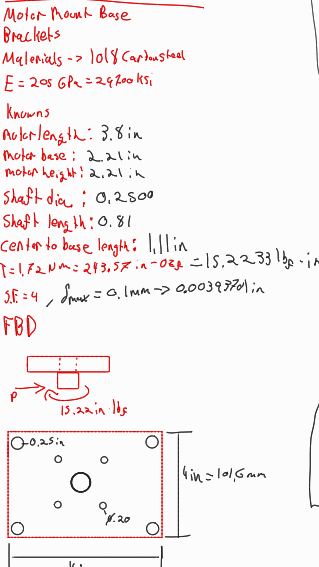 Motor Mount Base
Brackets
Materials -> 1018 Carbon steel
E = 205 GPa = 29700 ksi
Knowns
Motor length: 3.8 in
motor base: 2.21 in
motor height: 2.21 in
Shaft dia: 0.2500
Shaft length: 0.81
Center to base length: 1.11 in
T = 1.72 Nm = 243.57 in-ozf = 15.2233 lbf-in
S.F. = 4, δmax = 0.1mm -> 0.003937 in
FBD
P
15.22 in lbf
0.25 in
4 in = 101.6 mm
ø.20